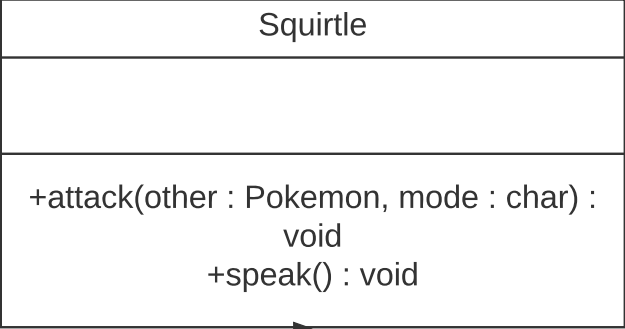 Squirtle
+attack(other : Pokemon, mode : char) :
void
+speak() : void